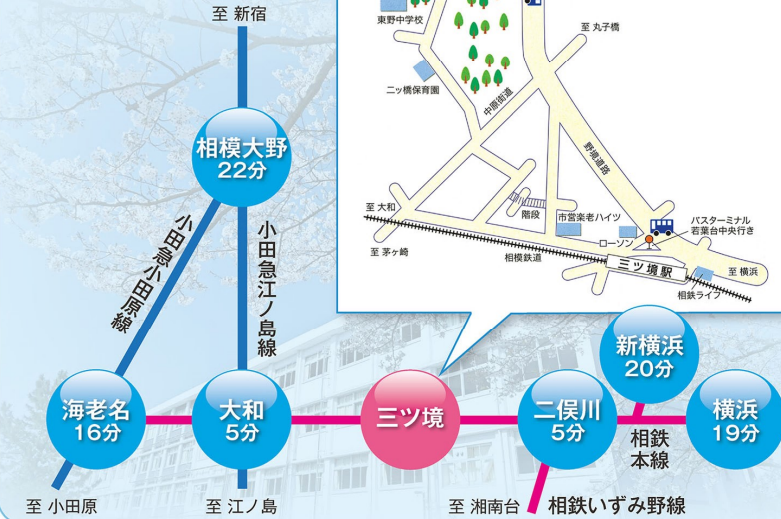 至 新宿
相模大野
22分
小田急小田原線
小田急江ノ島線
海老名
16分
大和
5分
三ツ境
二俣川
5分
新横浜
20分
横浜
19分
相鉄
本線
至 小田原
至 江ノ島
至 湘南台
相鉄いずみ野線
東野中学校
至 丸子橋
二ッ橋保育園
中原街道
野境道路
至 大和
階段
市営楽老ハイツ
バスターミナル
若葉台中央行き
ローソン
至 茅ヶ崎
相模鉄道
三ツ境駅
至 横浜
相鉄ライフ